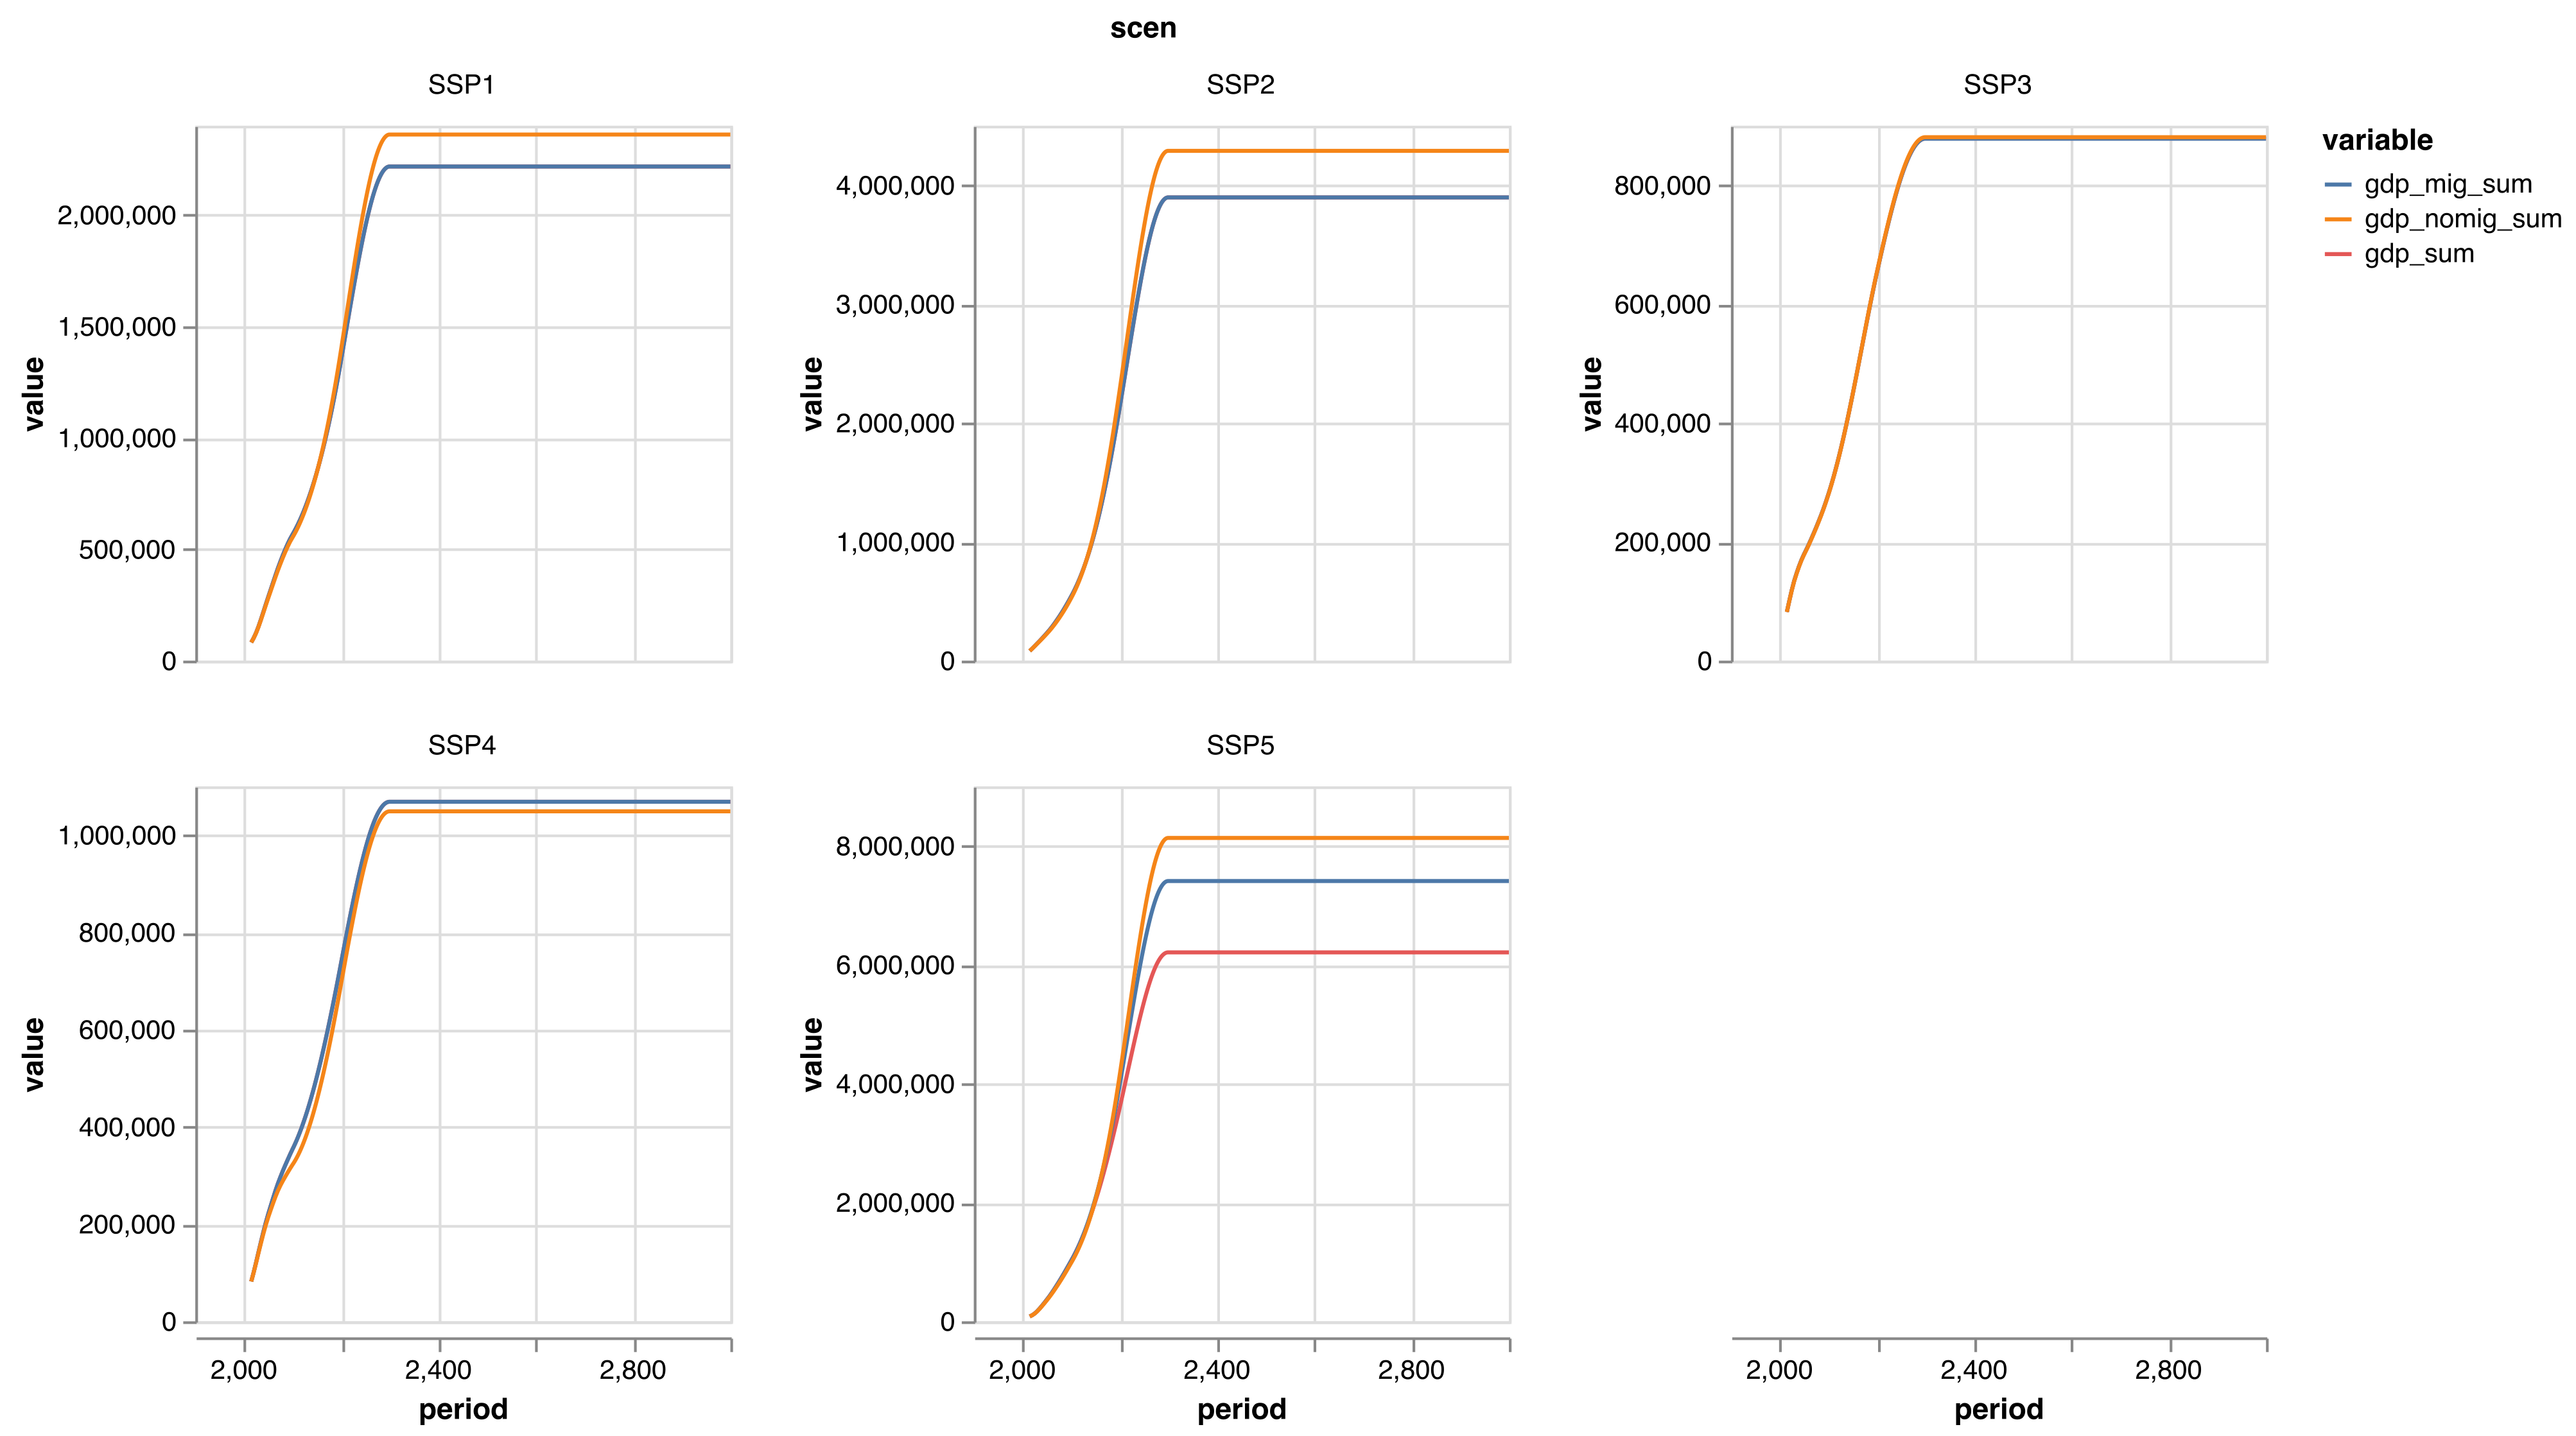 scen
SSP1
SSP2
SSP3
variable
gdp_mig_sum
gdp_nomig_sum
gdp_sum
value
2,000,000
1,500,000
1,000,000
500,000
0
value
4,000,000
3,000,000
2,000,000
1,000,000
0
value
800,000
600,000
400,000
200,000
0
SSP4
SSP5
value
1,000,000
800,000
600,000
400,000
200,000
0
value
8,000,000
6,000,000
4,000,000
2,000,000
0
2,000 2,400 2,800
period
2,000 2,400 2,800
period
2,000 2,400 2,800
period